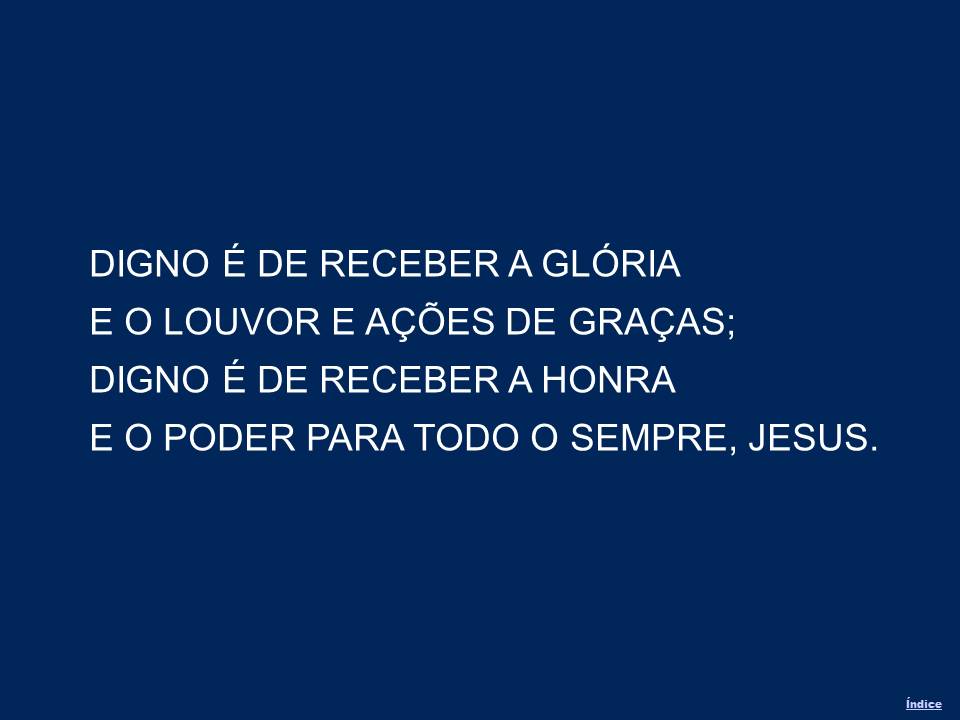 DIGNO É DE RECEBER A GLÓRIA
E O LOUVOR E AÇÕES DE GRAÇAS;
DIGNO É DE RECEBER A HONRA
E O PODER PARA TODO O SEMPRE, JESUS.
Índice